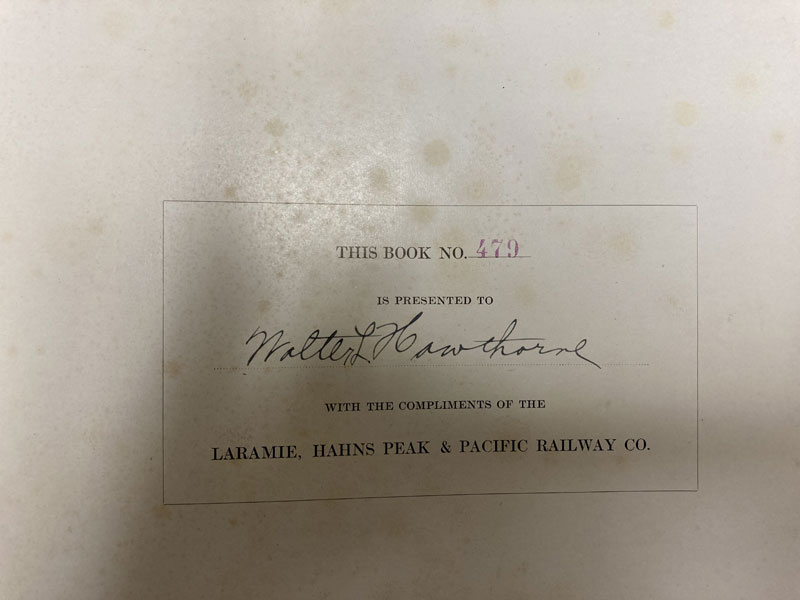 THIS BOOK NO. 479
IS PRESENTED TO
Walter L Hawthorne
WITH THE COMPLIMENTS OF THE
LARAMIE, HAHNS PEAK & PACIFIC RAILWAY CO.